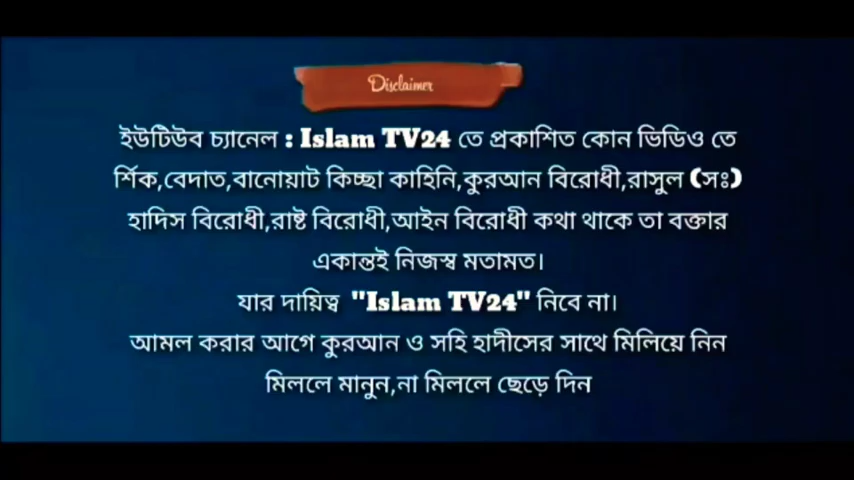 Disclaimer
ইউটিউব চ্যানেল : Islam TV24 তে প্রকাশিত কোন ভিডিও তে
র্শিক,বেদাত,বানোয়াট কিচ্ছা কাহিনি,কুরআন বিরোধী,রাসুল (সঃ)
হাদিস বিরোধী,রাষ্ট বিরোধী,আইন বিরোধী কথা থাকে তা বক্তার
একান্তই নিজস্ব মতামত।
যার দায়িত্ব "Islam TV24" নিবে না।
আমল করার আগে কুরআন ও সহি হাদীসের সাথে মিলিয়ে নিন
মিললে মানুন,না মিললে ছেড়ে দিন